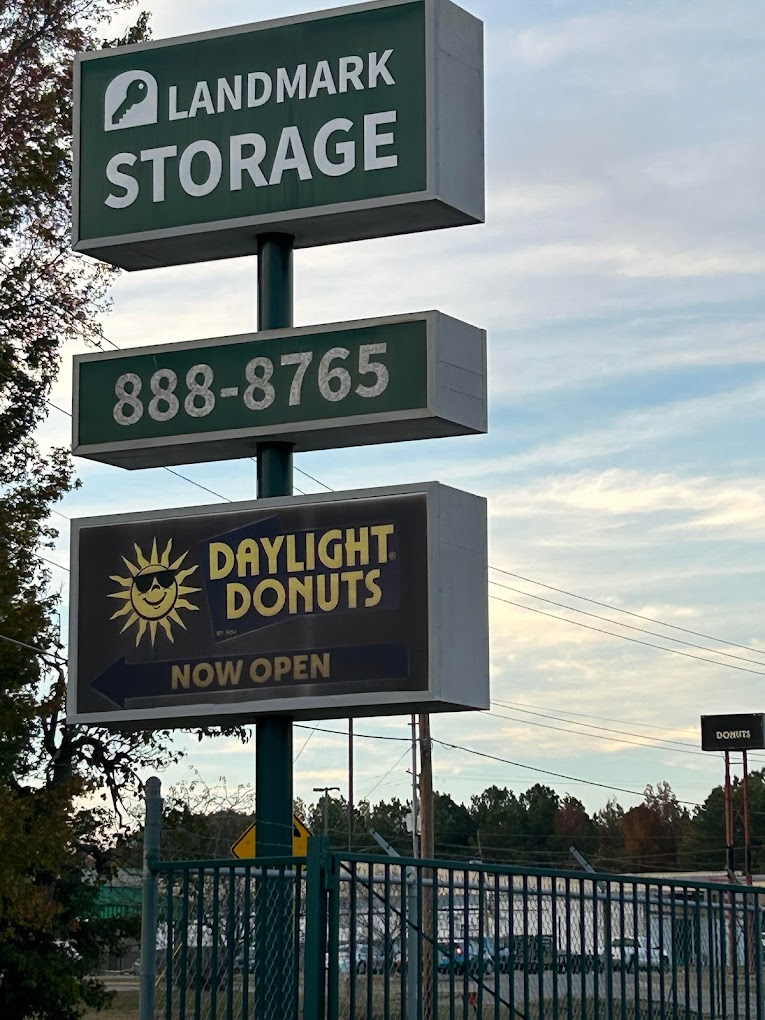 LANDMARK
STORAGE
888-8765
DAYLIGHT®
DONUTS
NOW OPEN
DONUTS